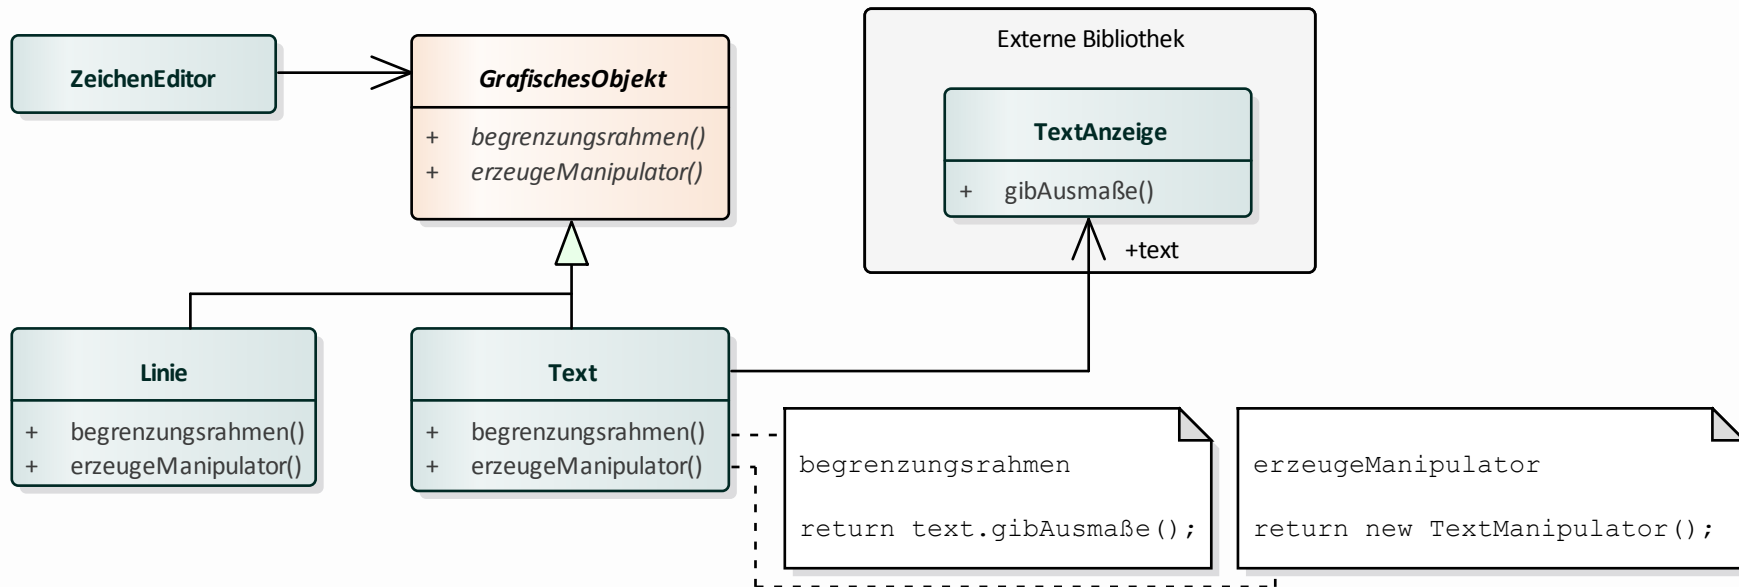 ZeichenEditor
GrafischesObjekt
+ begrenzungsrahmen()
+ erzeugeManipulator()
Externe Bibliothek
TextAnzeige
+ gibAusmaße()
+text
Linie
+ begrenzungsrahmen()
+ erzeugeManipulator()
Text
+ begrenzungsrahmen()
+ erzeugeManipulator()
begrenzungsrahmen
return text.gibAusmaße();
erzeugeManipulator
return new TextManipulator();